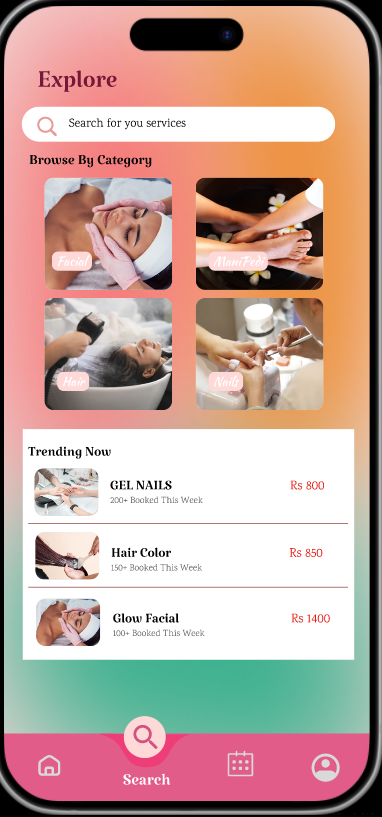 Explore
Search for you services
Browse By Category
Facial
ManiPedi
Hair
Nails
Trending Now
GEL NAILS
Rs 800
200+ Booked This Week
Hair Color
Rs 850
150+ Booked This Week
Glow Facial
Rs 1400
100+ Booked This Week
Search